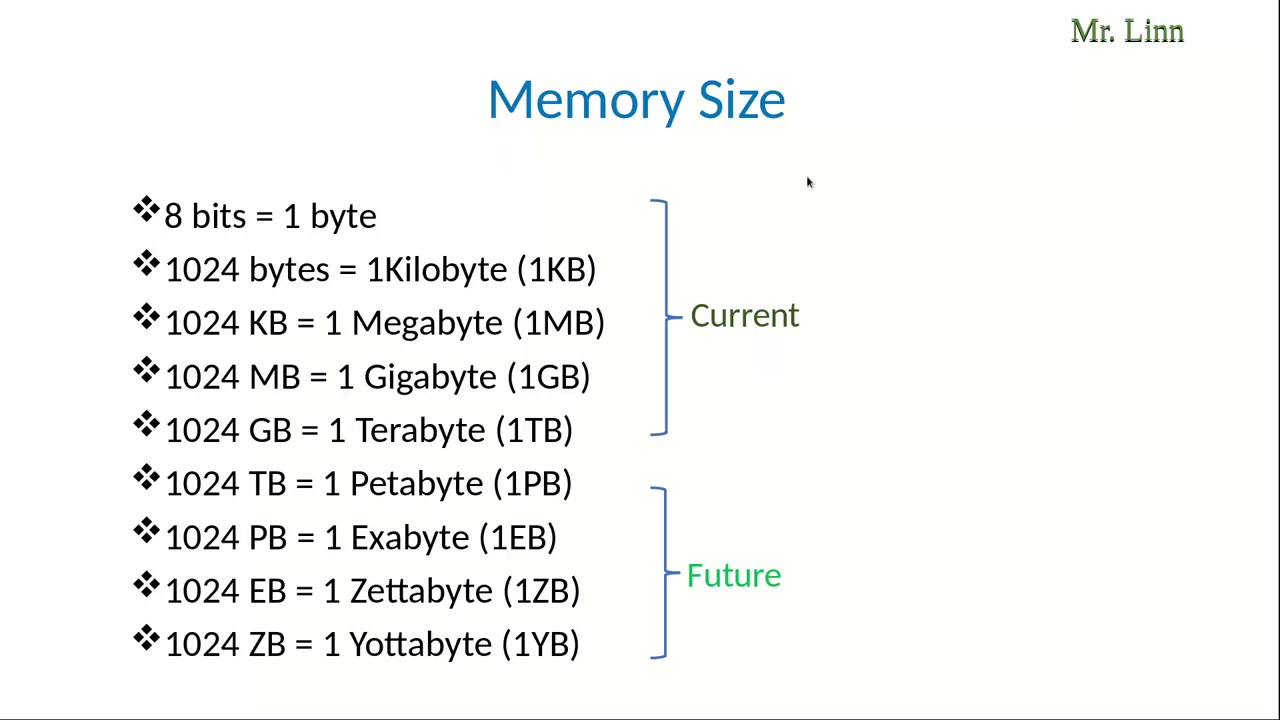 Mr. Linn
Memory Size
❖8 bits = 1 byte
❖1024 bytes = 1Kilobyte (1KB)
❖1024 KB = 1 Megabyte (1MB)
❖1024 MB = 1 Gigabyte (1GB)
❖1024 GB = 1 Terabyte (1TB)
Current
❖1024 TB = 1 Petabyte (1PB)
❖1024 PB = 1 Exabyte (1EB)
❖1024 EB = 1 Zettabyte (1ZB)
❖1024 ZB = 1 Yottabyte (1YB)
Future